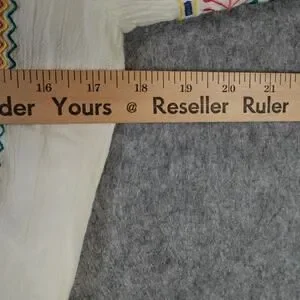 16 17 18 19 20 21
der Yours @ Reseller Ruler